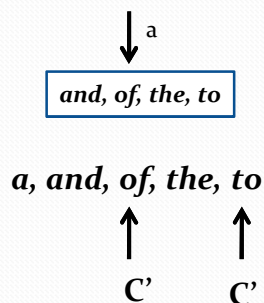 a
and, of, the, to
a, and, of, the, to
C’ C’